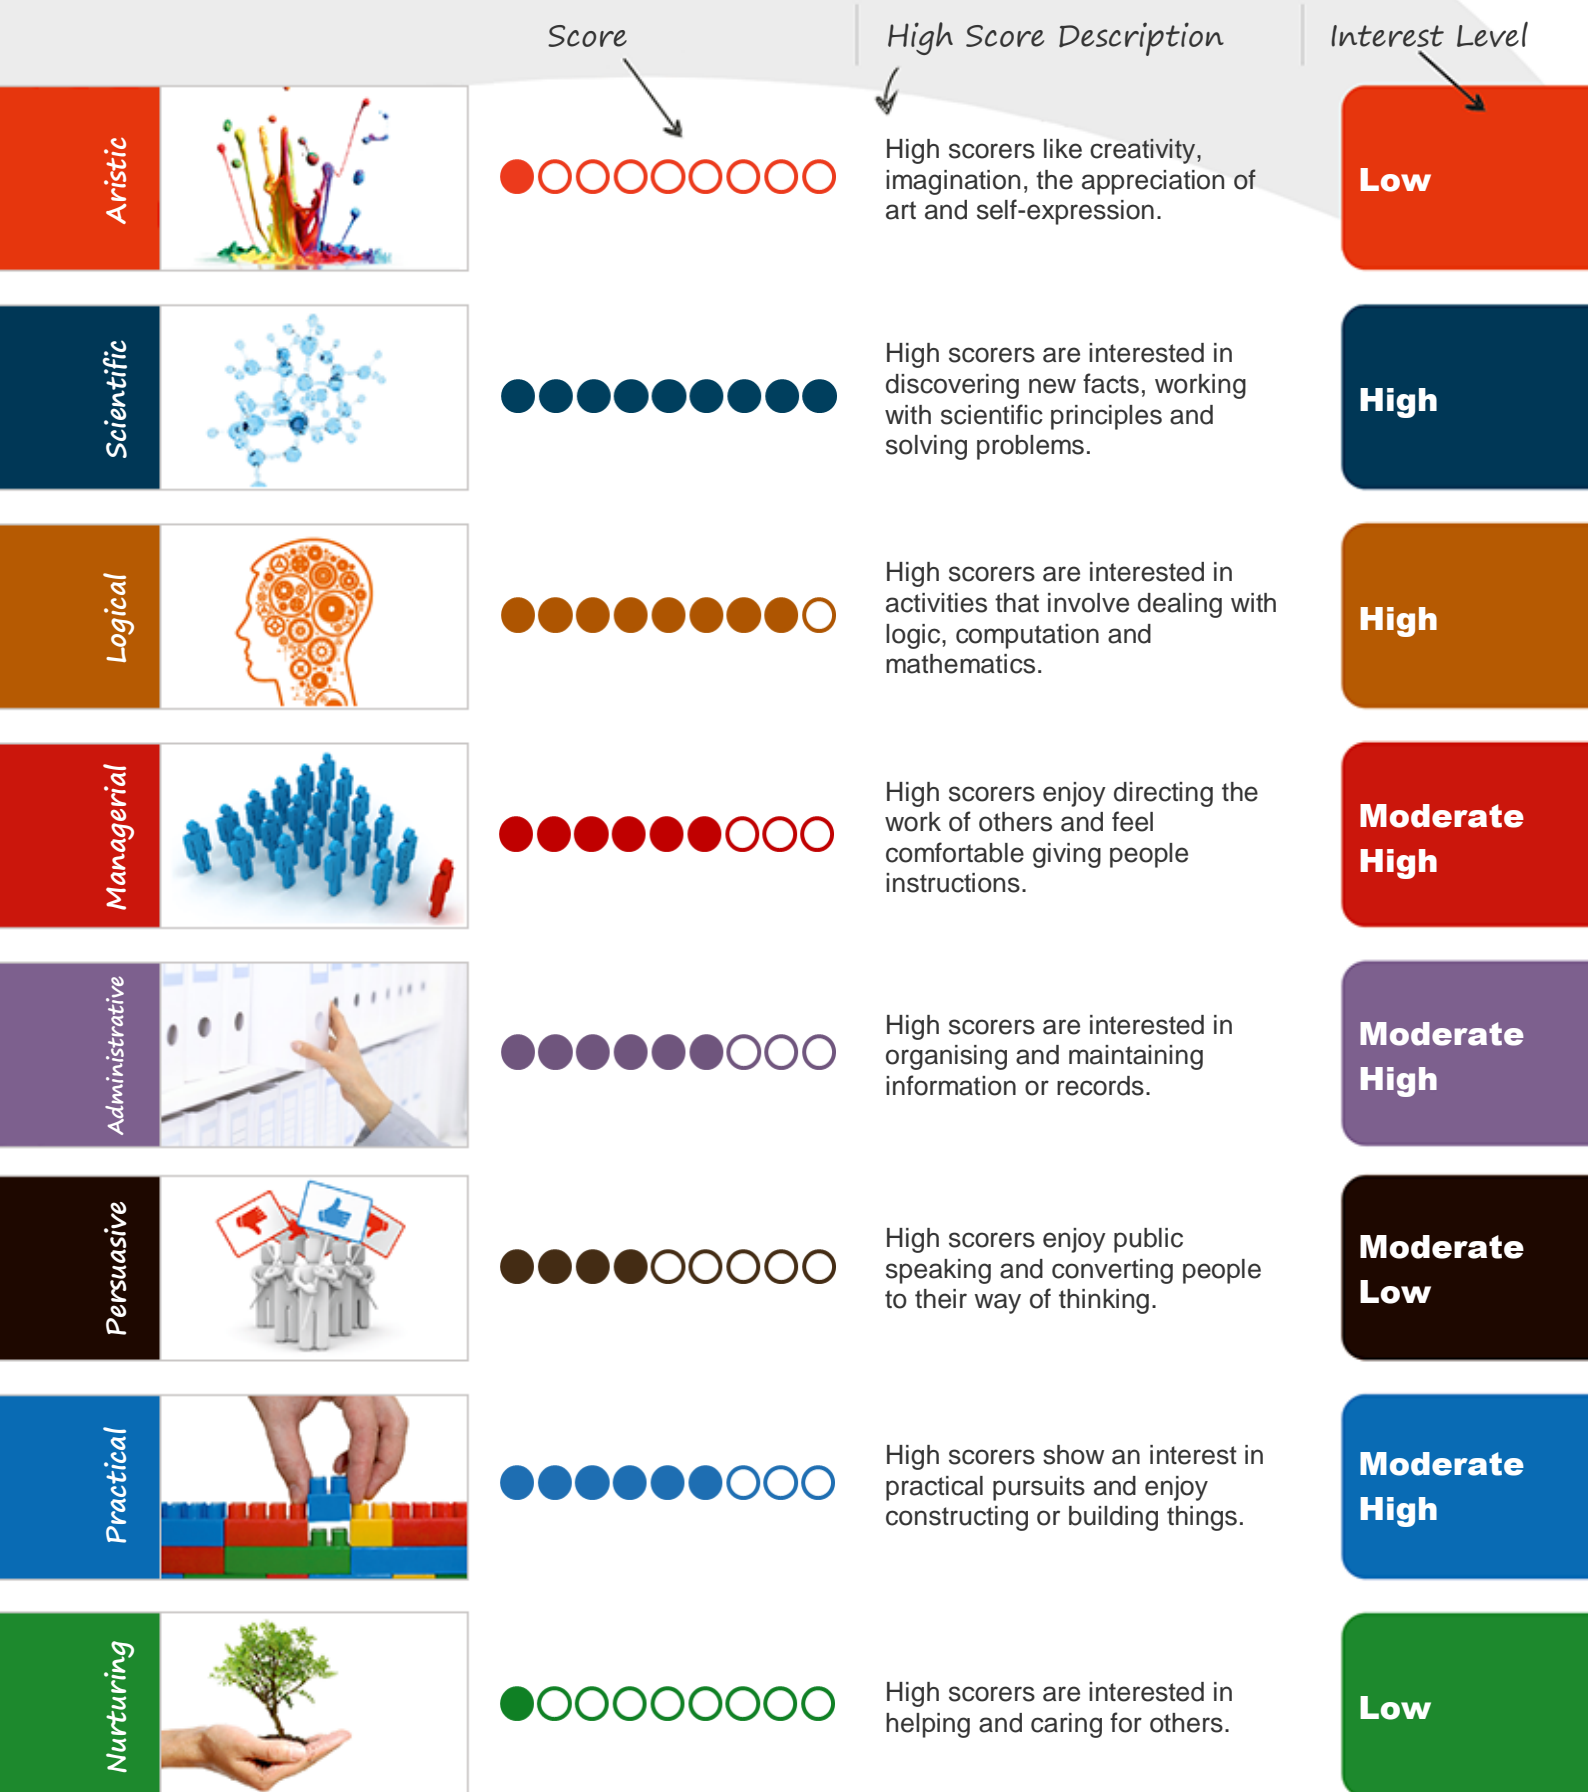 Score
High Score Description
Interest Level
Aristic
High scorers like creativity,
imagination, the appreciation of
art and self-expression.
Low
Scientific
High scorers are interested in
discovering new facts, working
with scientific principles and
solving problems.
High
Logical
High scorers are interested in
activities that involve dealing with
logic, computation and
mathematics.
High
Managerial
High scorers enjoy directing the
work of others and feel
comfortable giving people
instructions.
Moderate
High
Administrative
High scorers are interested in
organising and maintaining
information or records.
Moderate
High
Persuasive
High scorers enjoy public
speaking and converting people
to their way of thinking.
Moderate
Low
Practical
High scorers show an interest in
practical pursuits and enjoy
constructing or building things.
Moderate
High
Nurturing
High scorers are interested in
helping and caring for others.
Low